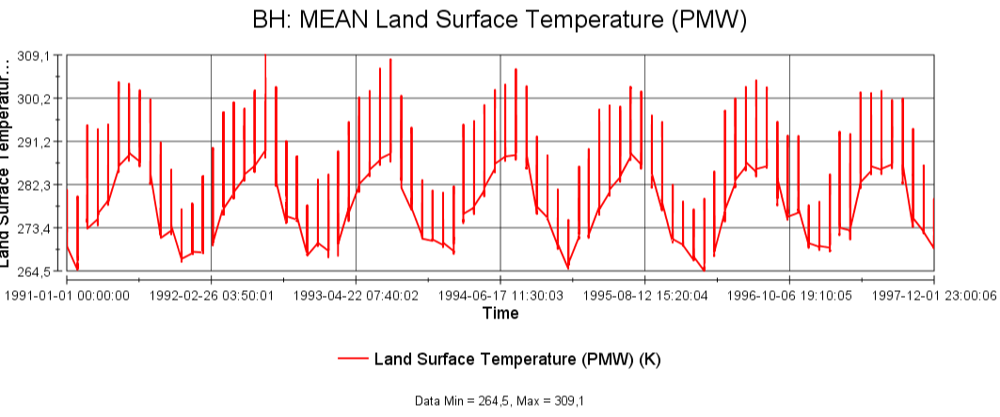 BH: MEAN Land Surface Temperature (PMW)
Land Surface Temperatur...
309,1
300,2
291,2
282,3
273,4
264,5
1991-01-01 00:00:00 1992-02-26 03:50:01 1993-04-22 07:40:02 1994-06-17 11:30:03 1995-08-12 15:20:04 1996-10-06 19:10:05 1997-12-01 23:00:06
Time
Land Surface Temperature (PMW) (K)
Data Min = 264,5, Max = 309,1